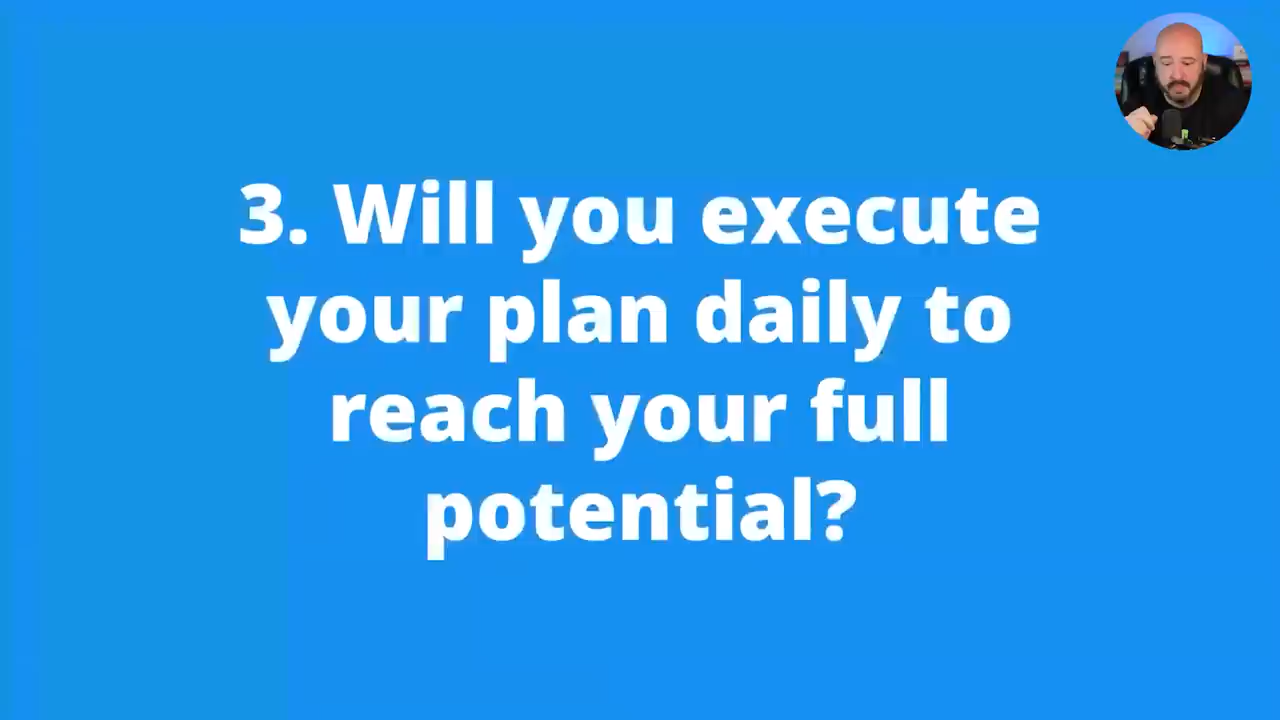 3. Will you execute
your plan daily to
reach your full
potential?